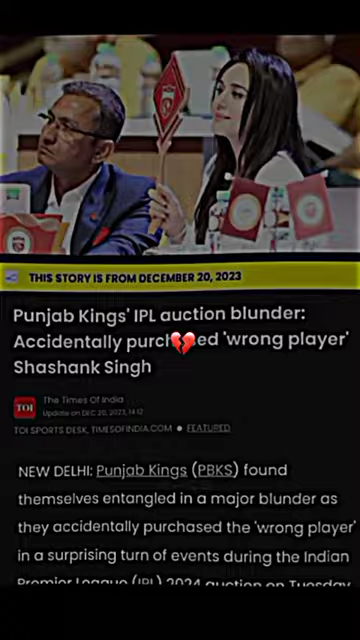 THIS STORY IS FROM DECEMBER 20, 2023
Punjab Kings' IPL auction blunder:
Accidentally purch💔ed 'wrong player'
Shashank Singh
TOI
The Times Of India
Update on DEC 20, 2023, 14:12
TOI SPORTS DESK, TIMESOFINDIA.COM • FEATURED
NEW DELHI: Punjab Kings (PBKS) found
themselves entangled in a major blunder as
they accidentally purchased the 'wrong player'
in a surprising turn of events during the Indian
Premier League (IPL) 2024 auction on Tuesday